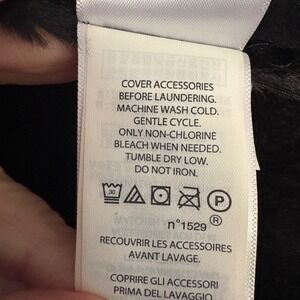 COVER ACCESSORIES
BEFORE LAUNDERING.
MACHINE WASH COLD.
GENTLE CYCLE.
ONLY NON-CHLORINE
BLEACH WHEN NEEDED.
TUMBLE DRY LOW.
DO NOT IRON.
30 P
n°1529 ®
RECOUVRIR LES ACCESSOIRES
AVANT LAVAGE.
COPRIRE GLI ACCESSORI
PRIMA DEL LAVAGGIO